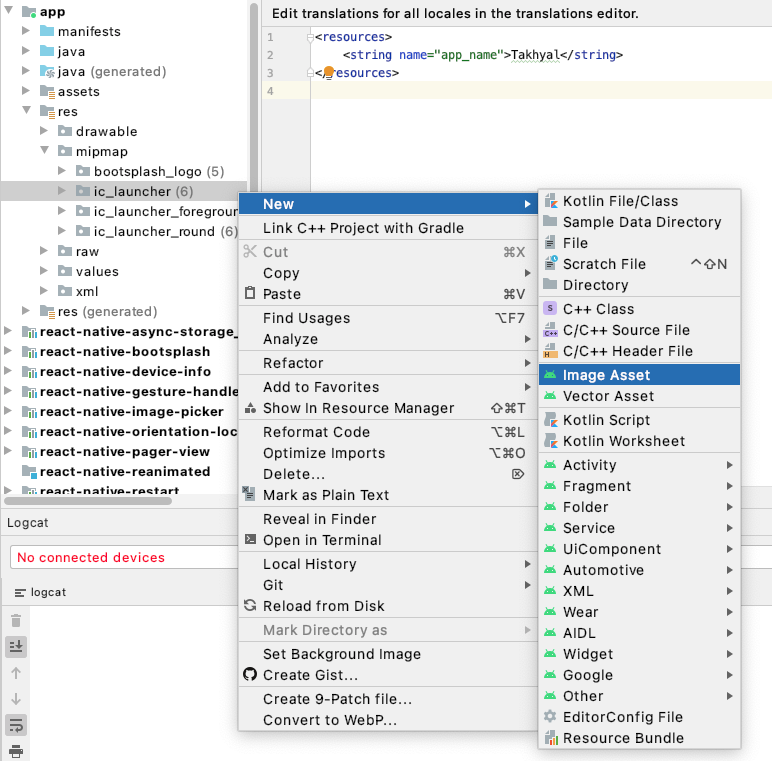 app
manifests
java
java (generated)
assets
res
drawable
mipmap
bootsplash_logo (5)
ic_launcher (6)
ic_launcher_foregrour
ic_launcher_round (6)
raw
values
xml
res (generated)
react-native-async-storage_
react-native-bootsplash
react-native-device-info
react-native-gesture-handle
react-native-image-picker
react-native-orientation-loc
react-native-pager-view
react-native-reanimated
react-native-restart
Edit translations for all locales in the translations editor.
1 <resources>
2 <string name="app_name">Takhyal</string>
3 </resources>
4
New
Link C++ Project with Gradle
Cut ⌘X
Copy
Paste ⌘V
Find Usages ⌥F7
Analyze
Refactor
Add to Favorites
Show In Resource Manager ⇧⌘T
Reformat Code ⌥⌘L
Optimize Imports ⌥⌘O
Delete... ⌦
Mark as Plain Text
Reveal in Finder
Open in Terminal
Local History
Git
Reload from Disk
Mark Directory as
Set Background Image
Create Gist...
Create 9-Patch file...
Convert to WebP...
Kotlin File/Class
Sample Data Directory
File
Scratch File ^⇧N
Directory
S C++ Class
C++ C/C++ Source File
H C/C++ Header File
Image Asset
Vector Asset
Kotlin Script
Kotlin Worksheet
Activity
Fragment
Folder
Service
UiComponent
Automotive
XML
Wear
AIDL
Widget
Google
Other
EditorConfig File
Resource Bundle
Logcat
No connected devices
logcat